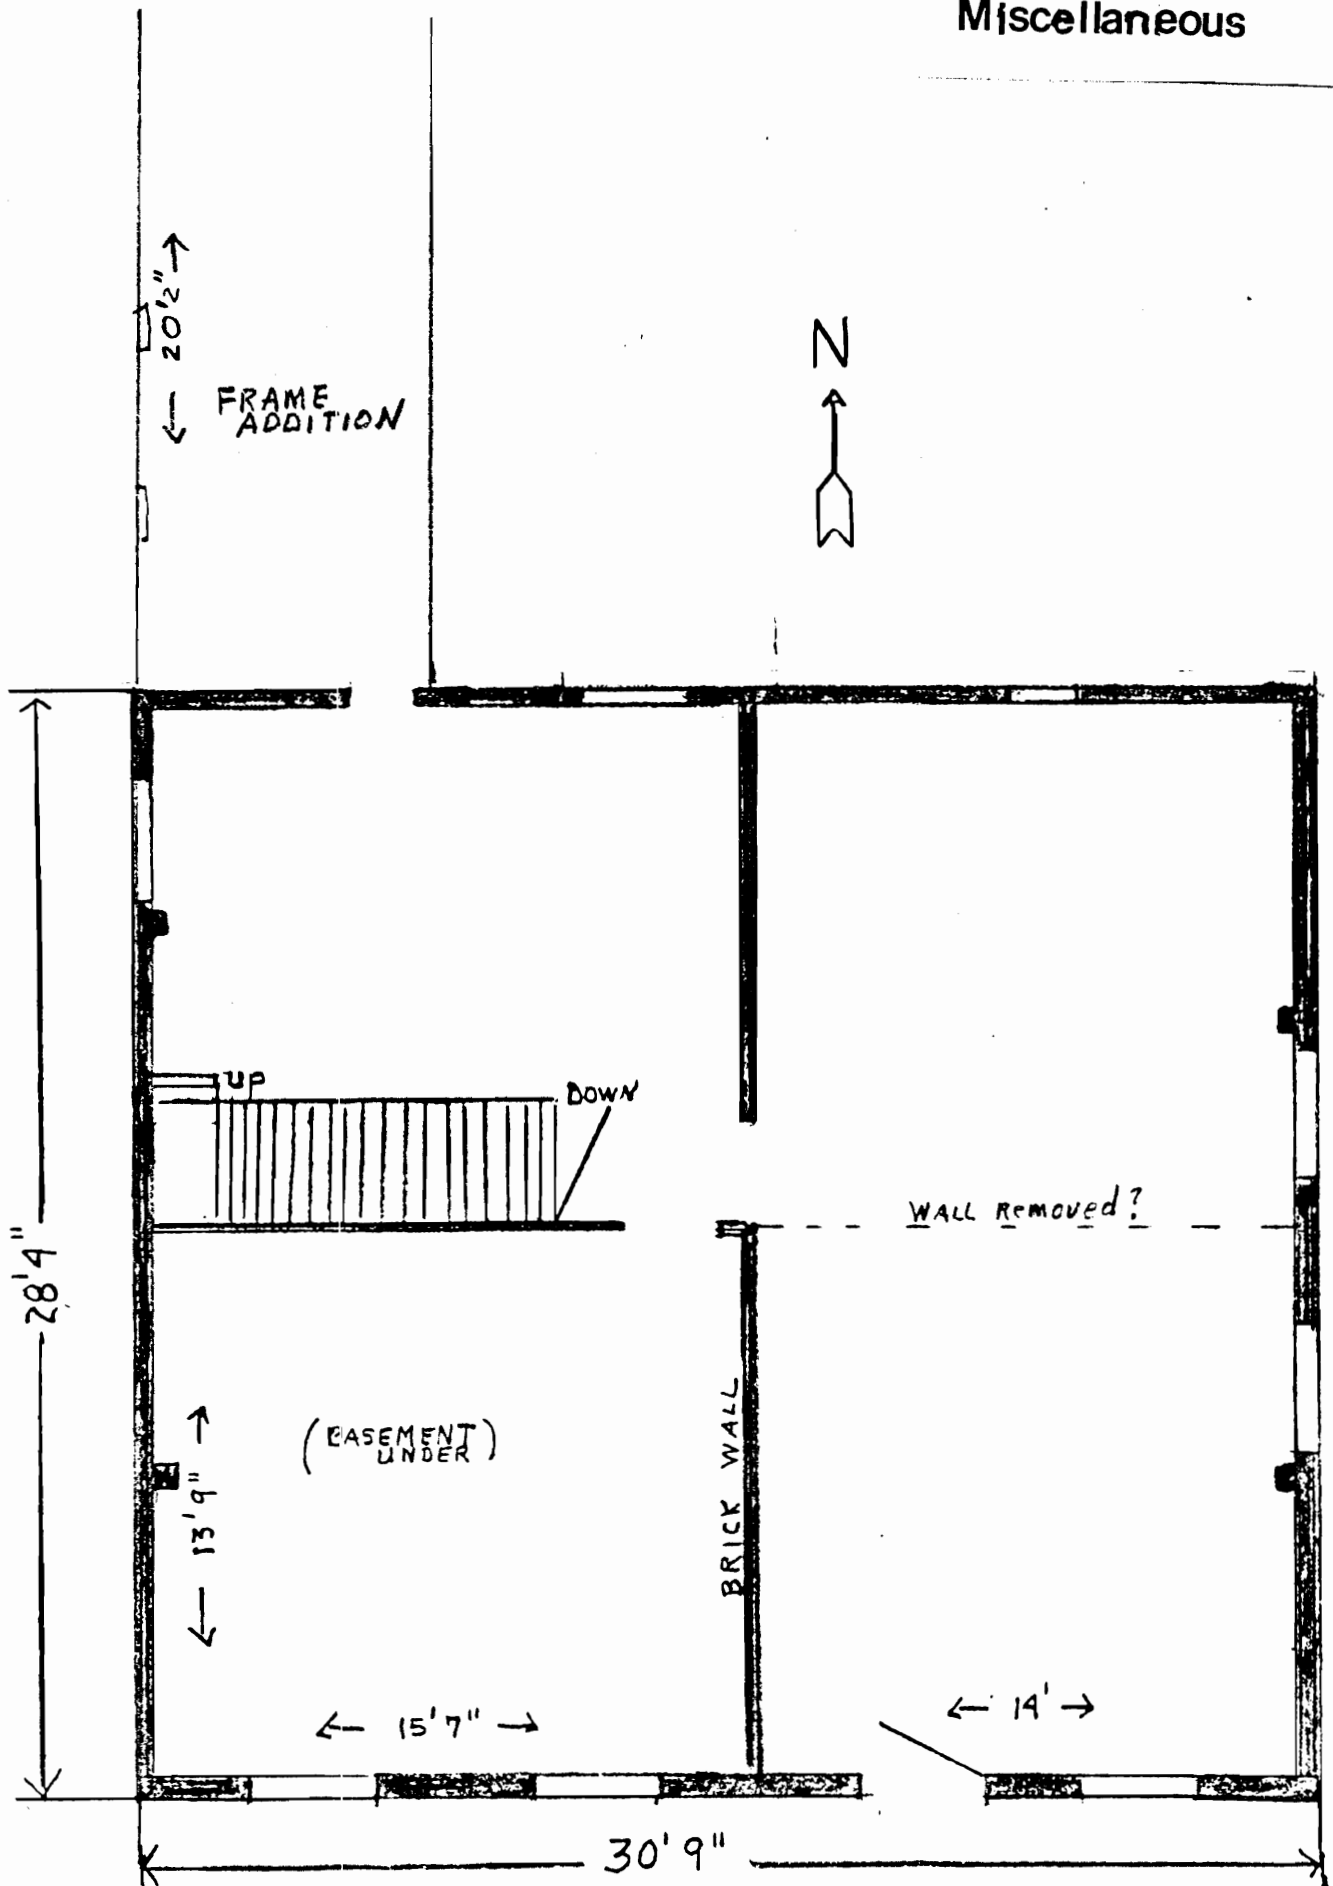 Miscellaneous
20'2"
FRAME
ADDITION
N
UP
DOWN
WALL REMOVED?
28'4"
(BASEMENT
UNDER)
13'9"
BRICK WALL
15'7"
14'
30'9"